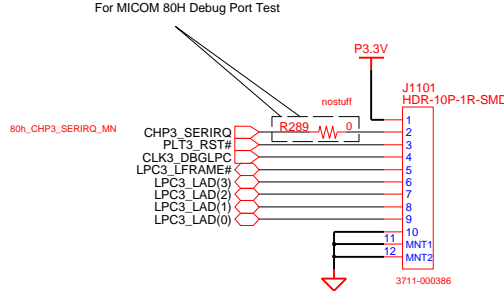 For MICOM 80H Debug Port Test
P3.3V
J1101
HDR-10P-1R-SMD
nostuff
R289 0
80h_CHP3_SERIRQ_MN
CHP3_SERIRQ
PLT3_RST#
CLK3_DBGLPC
LPC3_LFRAME#
LPC3_LAD(3)
LPC3_LAD(2)
LPC3_LAD(1)
LPC3_LAD(0)
1
2
3
4
5
6
7
8
9
10
11 MNT1
12 MNT2
3711-000386